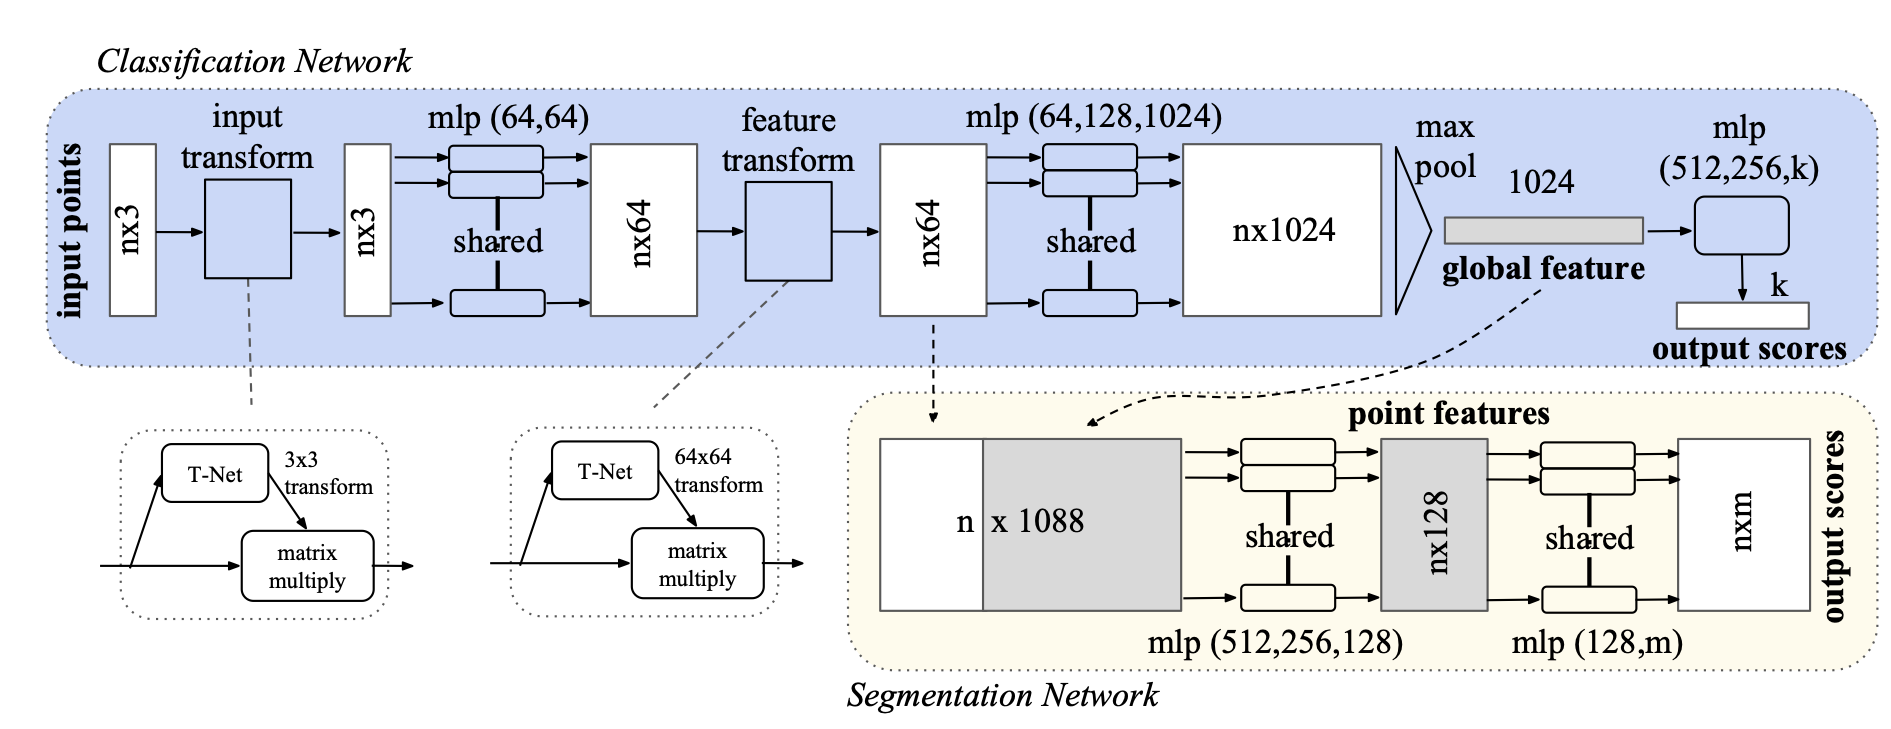 Classification Network
input points
nx3
input
transform
nx3
mlp (64,64)
shared
nx64
feature
transform
nx64
mlp (64,128,1024)
shared
nx1024
max
pool
1024
global feature
mlp
(512,256,k)
k
output scores
T-Net
3x3
transform
matrix
multiply
T-Net
64x64
transform
matrix
multiply
point features
n x 1088
shared
mlp (512,256,128)
nx128
shared
mlp (128,m)
nxm
output scores
Segmentation Network